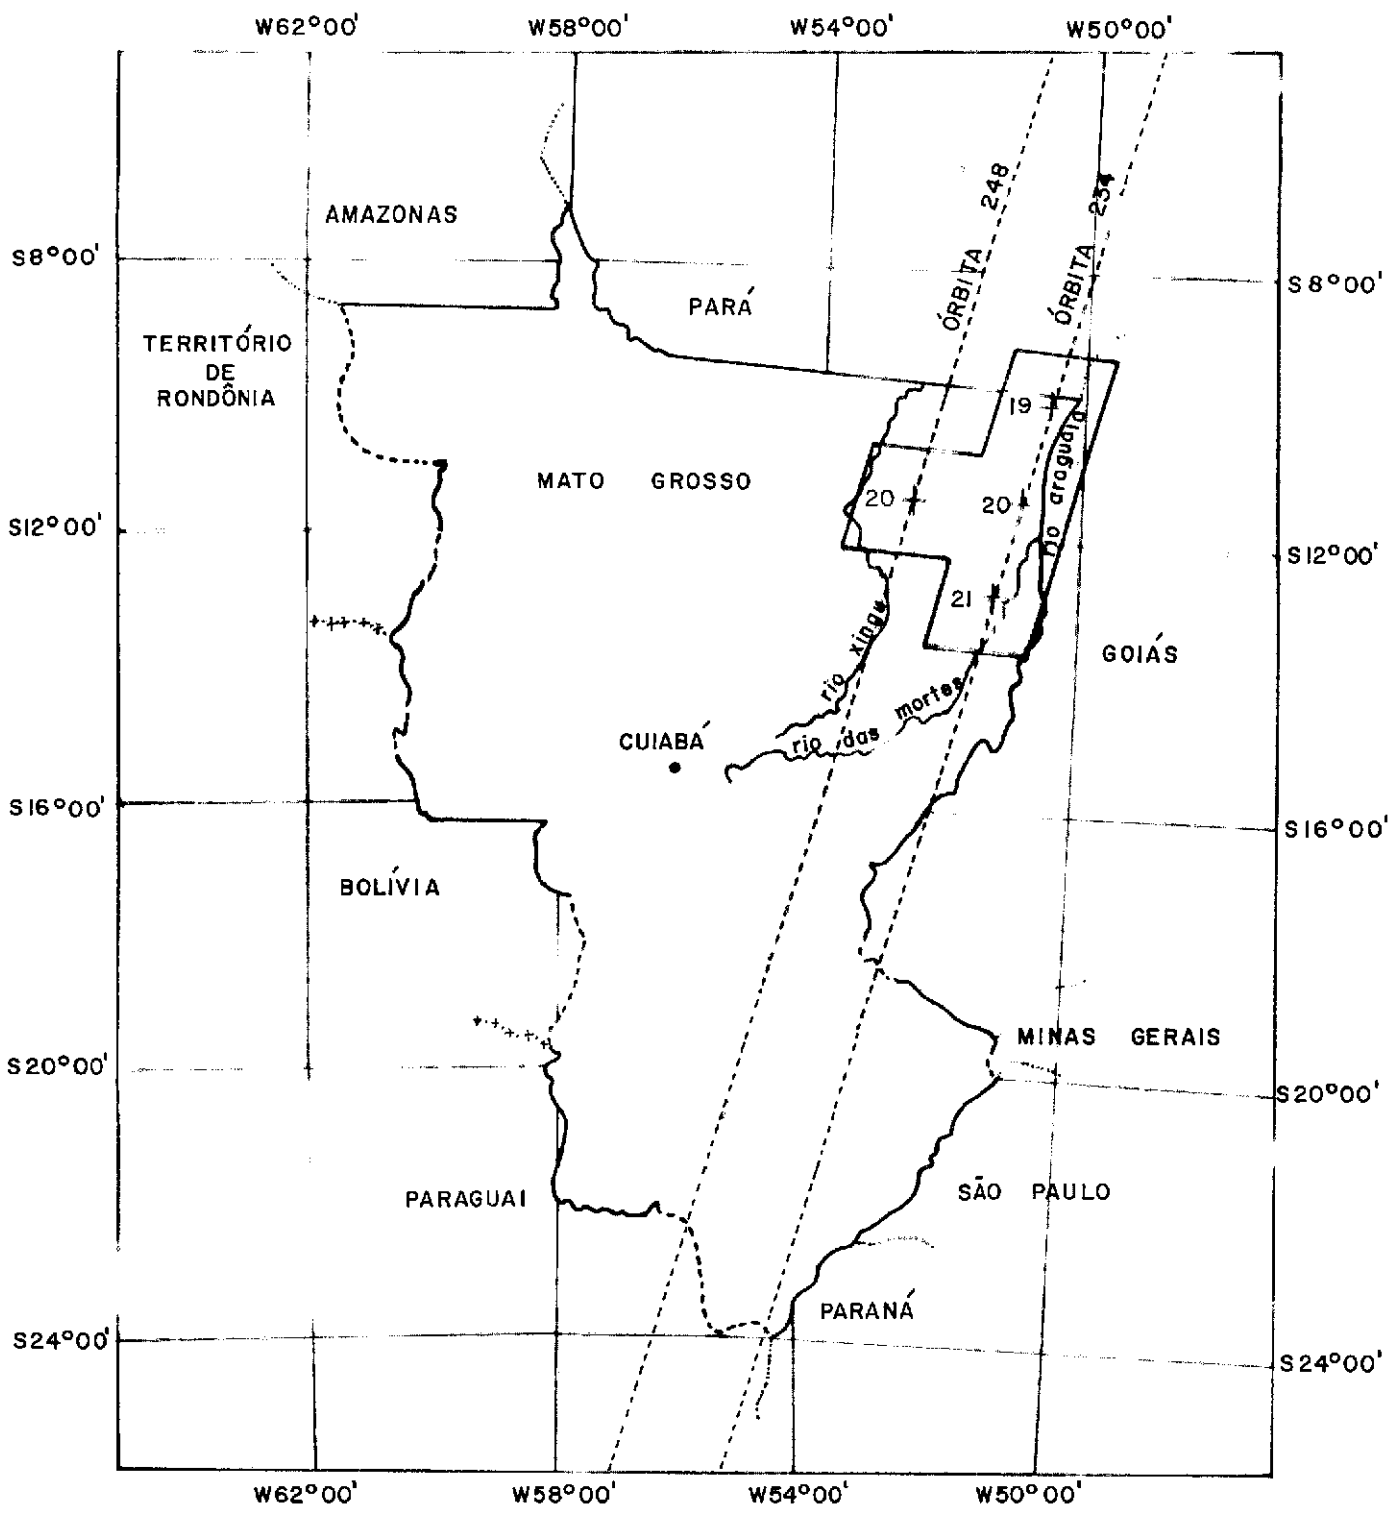 W62°00' W58°00' W54°00' W50°00'
ÓRBITA 248
ÓRBITA 234
AMAZONAS
S8°00'
S8°00'
PARÁ
TERRITÓRIO
DE
RONDÔNIA
19
rio araguaia
MATO GROSSO
20
20
S12°00'
S12°00'
21
rio xingu
GOIÁS
rio das mortes
CUIABÁ
S16°00'
S16°00'
BOLÍVIA
MINAS GERAIS
S20°00'
S20°00'
SÃO PAULO
PARAGUAI
PARANÁ
S24°00'
S24°00'
W62°00' W58°00' W54°00' W50°00'